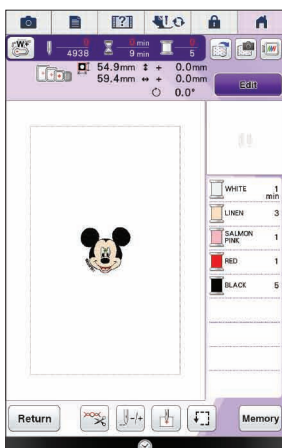 0 0 min 0
4938 9 min 5
54.9mm + 0.0mm
59.4mm + 0.0mm
0.0°
Edit
WHITE 1
min
LINEN 3
SALMON
PINK 1
RED 1
BLACK 5
Return -/+ Memory